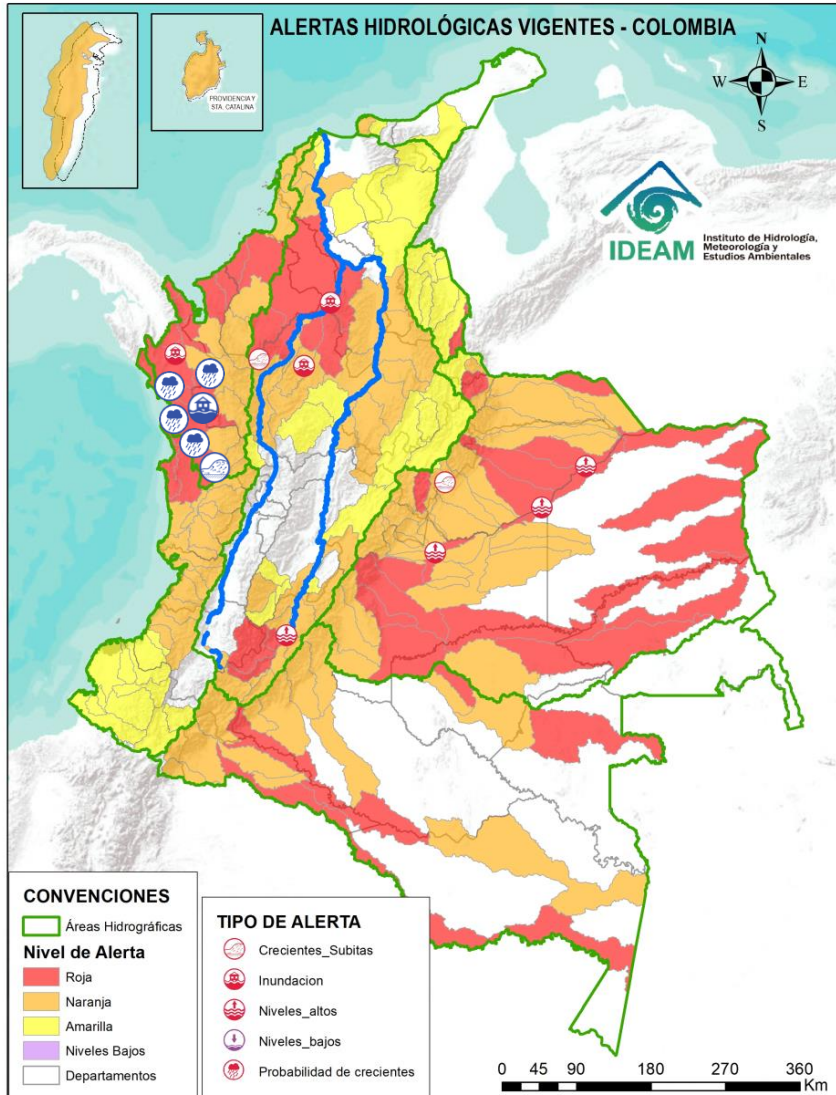 ALERTAS HIDROLÓGICAS VIGENTES - COLOMBIA
PROVIDENCIA Y
STA. CATALINA
N
W
E
S
IDEAM
Instituto de Hidrología,
Meteorología y
Estudios Ambientales
CONVENCIONES
Áreas Hidrográficas
Nivel de Alerta
Roja
Naranja
Amarilla
Niveles Bajos
Departamentos
TIPO DE ALERTA
Crecientes_Subitas
Inundacion
Niveles_altos
Niveles_bajos
Probabilidad de crecientes
0 45 90 180 270 360
Km